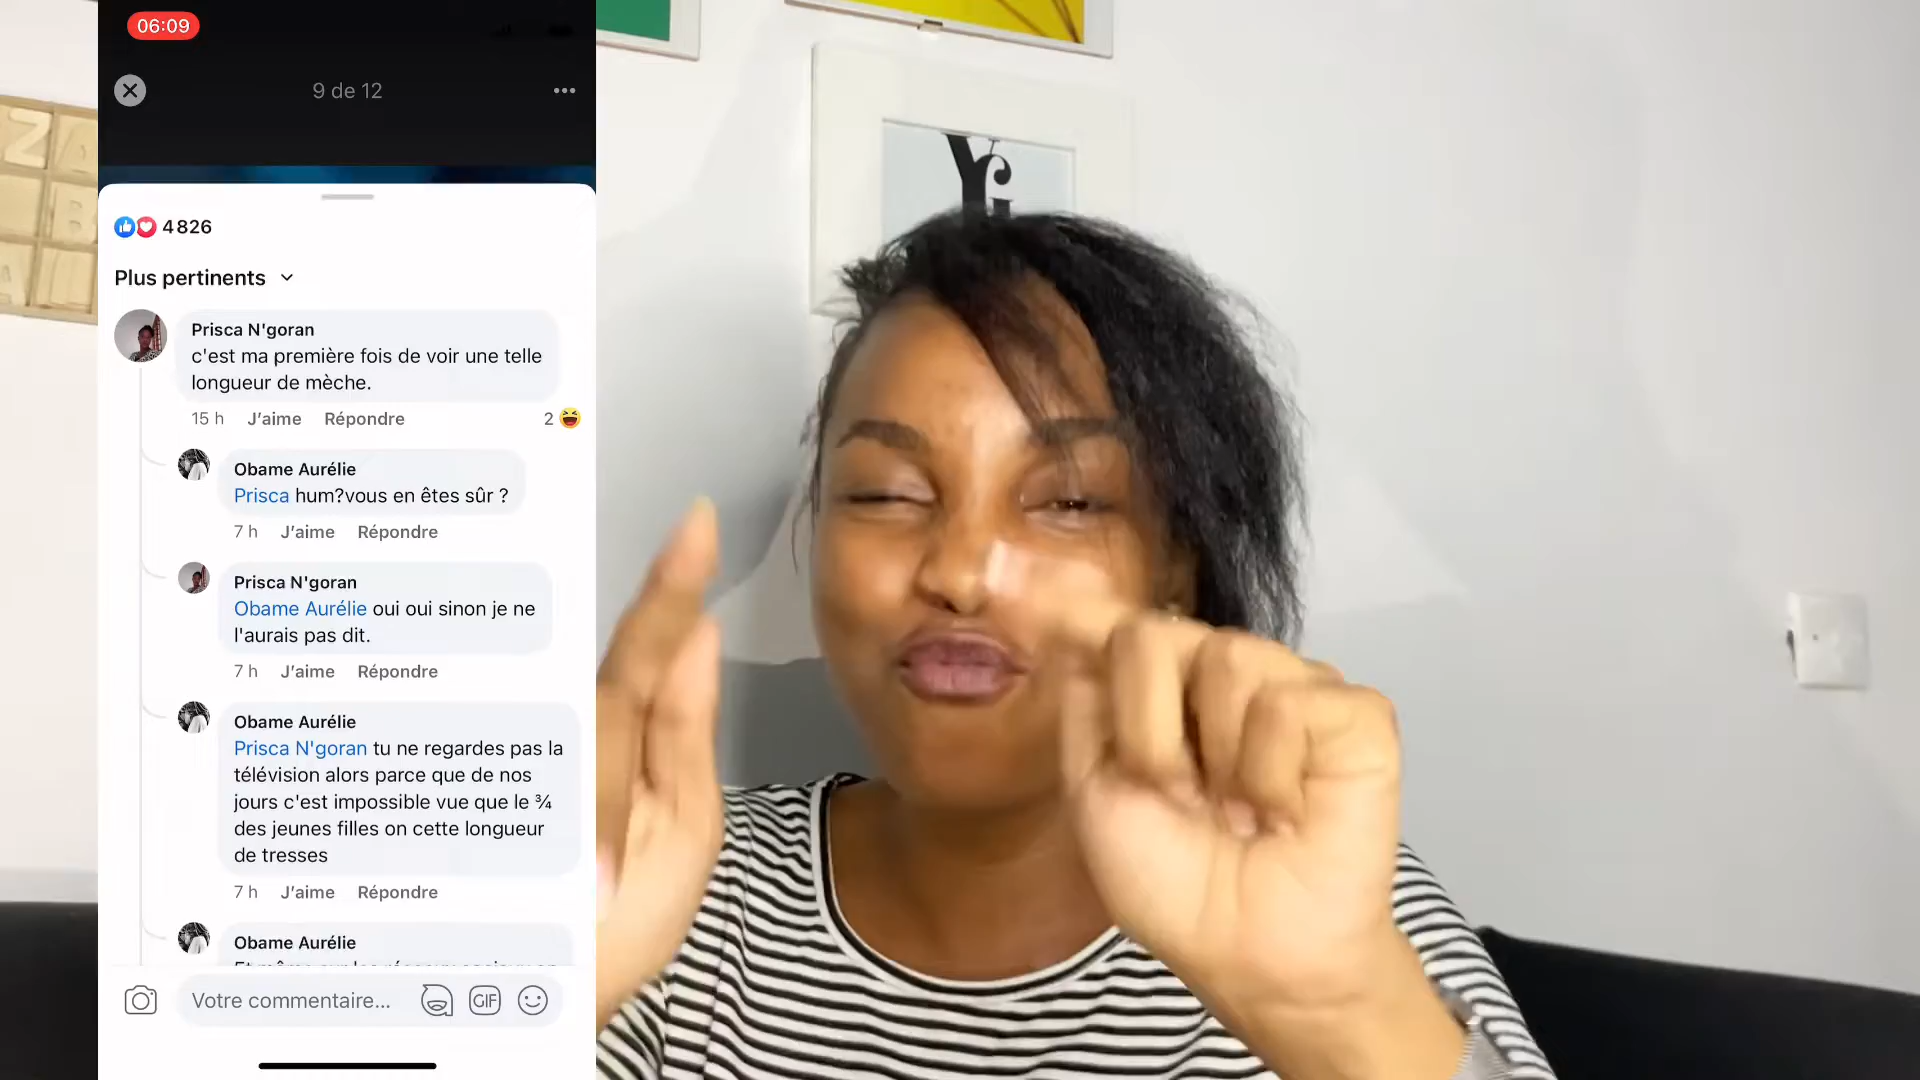 06:09
9 de 12
4 826
Plus pertinents
Prisca N'goran
c'est ma première fois de voir une telle
longueur de mèche.
15 h J'aime Répondre 2
Obame Aurélie
Prisca hum?vous en êtes sûr ?
7 h J'aime Répondre
Prisca N'goran
Obame Aurélie oui oui sinon je ne
l'aurais pas dit.
7 h J'aime Répondre
Obame Aurélie
Prisca N'goran tu ne regardes pas la
télévision alors parce que de nos
jours c'est impossible vue que le ¾
des jeunes filles on cette longueur
de tresses
7 h J'aime Répondre
Obame Aurélie
Votre commentaire...
GIF